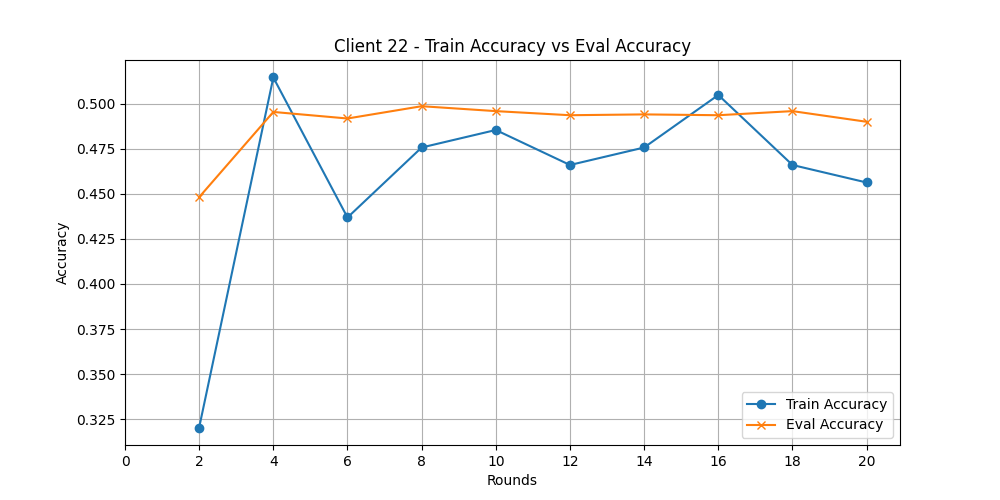 Client 22 - Train Accuracy vs Eval Accuracy
0.500
0.475
0.450
0.425
0.400
0.375
0.350
0.325
Accuracy
Train Accuracy
Eval Accuracy
0 2 4 6 8 10 12 14 16 18 20
Rounds